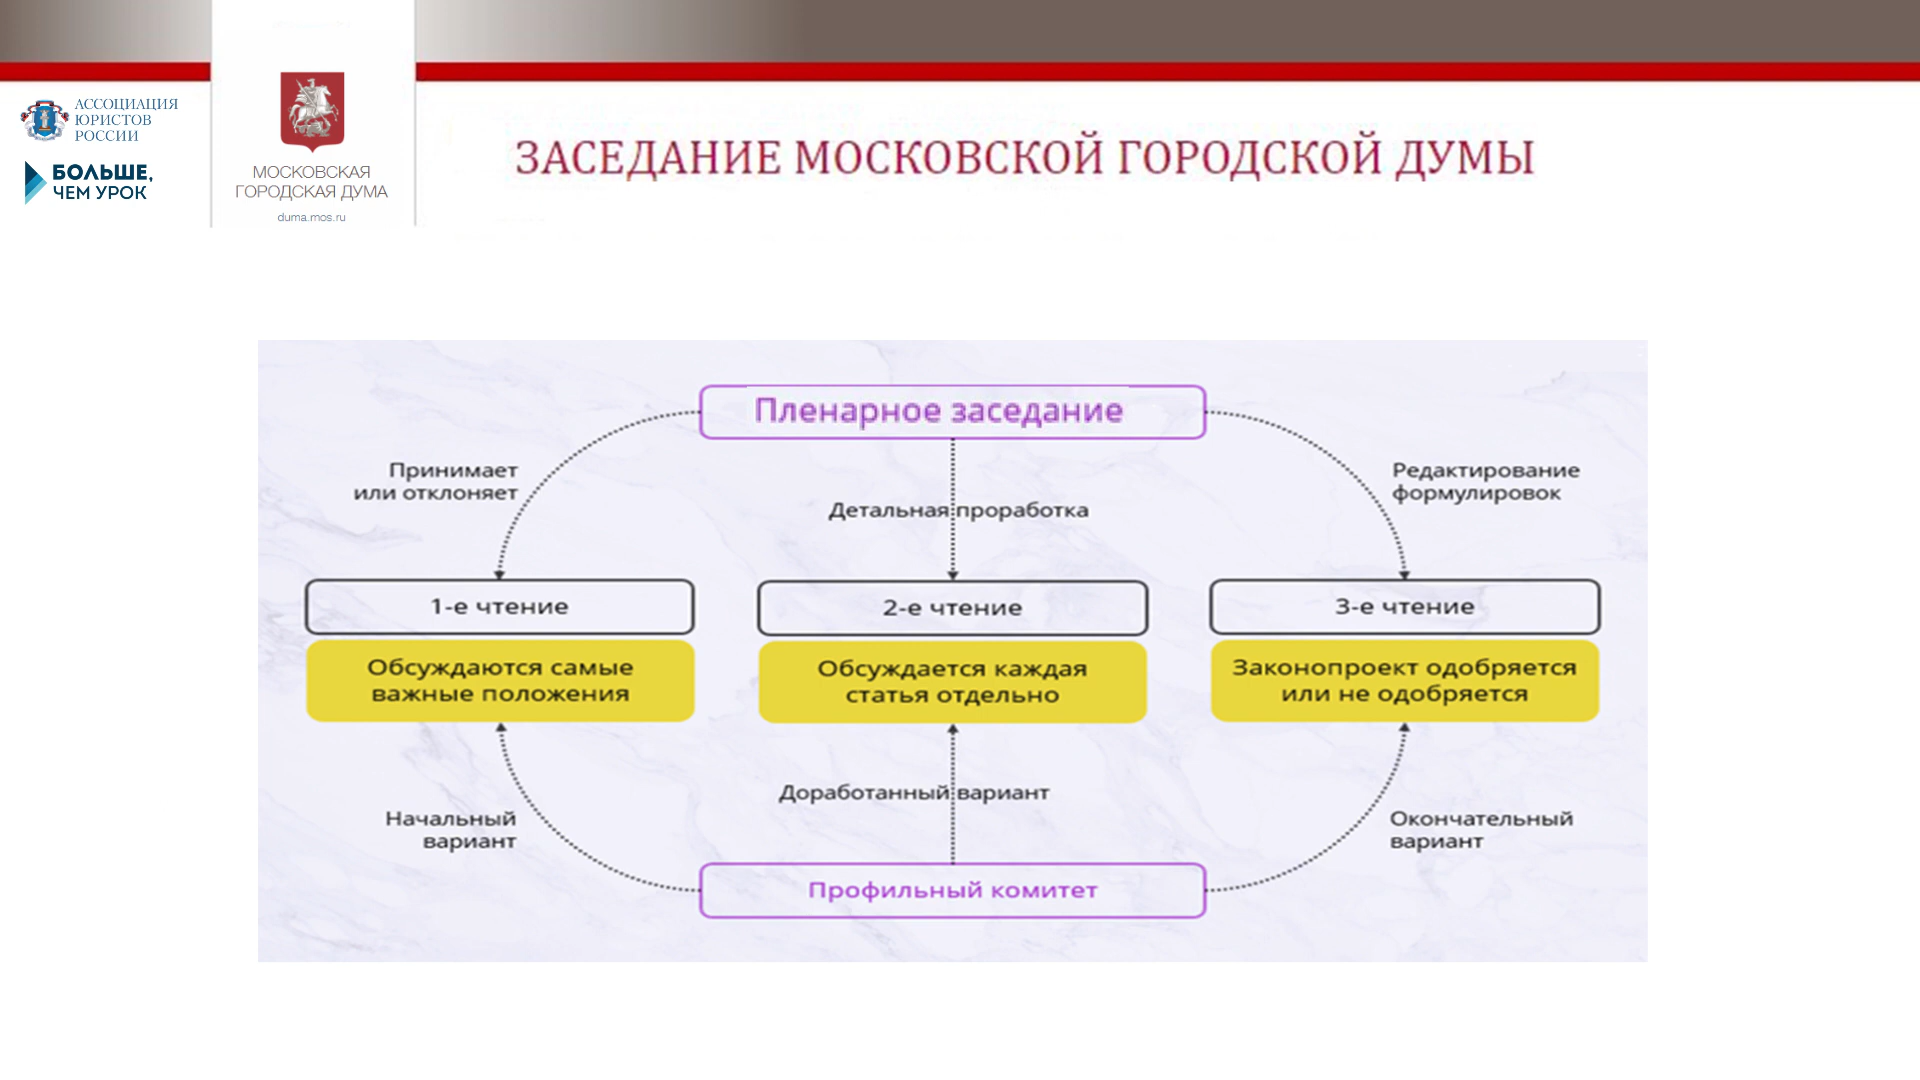 АССОЦИАЦИЯ
ЮРИСТОВ
РОССИИ
БОЛЬШЕ,
ЧЕМ УРОК
МОСКОВСКАЯ
ГОРОДСКАЯ ДУМА
duma.mos.ru
ЗАСЕДАНИЕ МОСКОВСКОЙ ГОРОДСКОЙ ДУМЫ
Пленарное заседание
Принимает
или отклоняет
Детальная проработка
Редактирование
формулировок
1-е чтение
2-е чтение
3-е чтение
Обсуждаются самые
важные положения
Обсуждается каждая
статья отдельно
Законопроект одобряется
или не одобряется
Начальный
вариант
Доработанный вариант
Окончательный
вариант
Профильный комитет